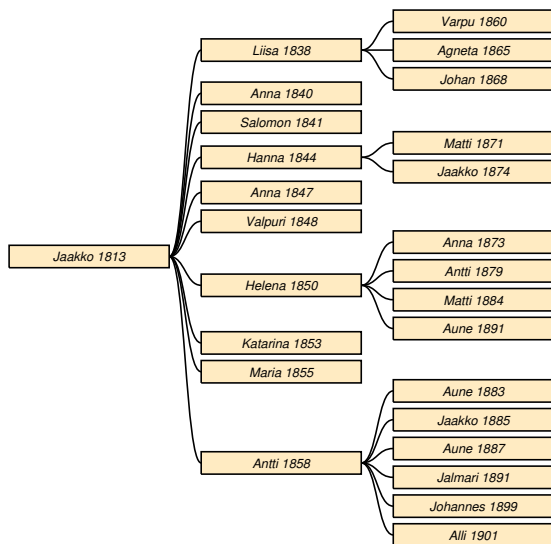 Jaakko 1813
Liisa 1838
Anna 1840
Salomon 1841
Hanna 1844
Anna 1847
Valpuri 1848
Helena 1850
Katarina 1853
Maria 1855
Antti 1858
Varpu 1860
Agneta 1865
Johan 1868
Matti 1871
Jaakko 1874
Anna 1873
Antti 1879
Matti 1884
Aune 1891
Aune 1883
Jaakko 1885
Aune 1887
Jalmari 1891
Johannes 1899
Alli 1901